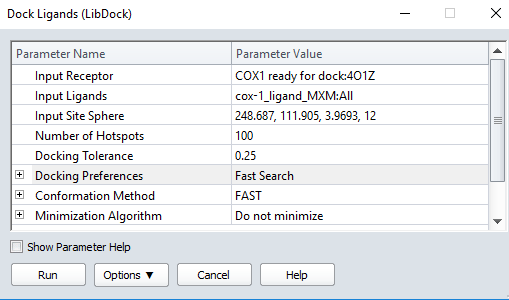 Dock Ligands (LibDock)
Parameter Name Parameter Value
Input Receptor COX1 ready for dock:4O1Z
Input Ligands cox-1_ligand_MXM:All
Input Site Sphere 248.687, 111.905, 3.9693, 12
Number of Hotspots 100
Docking Tolerance 0.25
Docking Preferences Fast Search
Conformation Method FAST
Minimization Algorithm Do not minimize
Show Parameter Help
Run Options ▼ Cancel Help